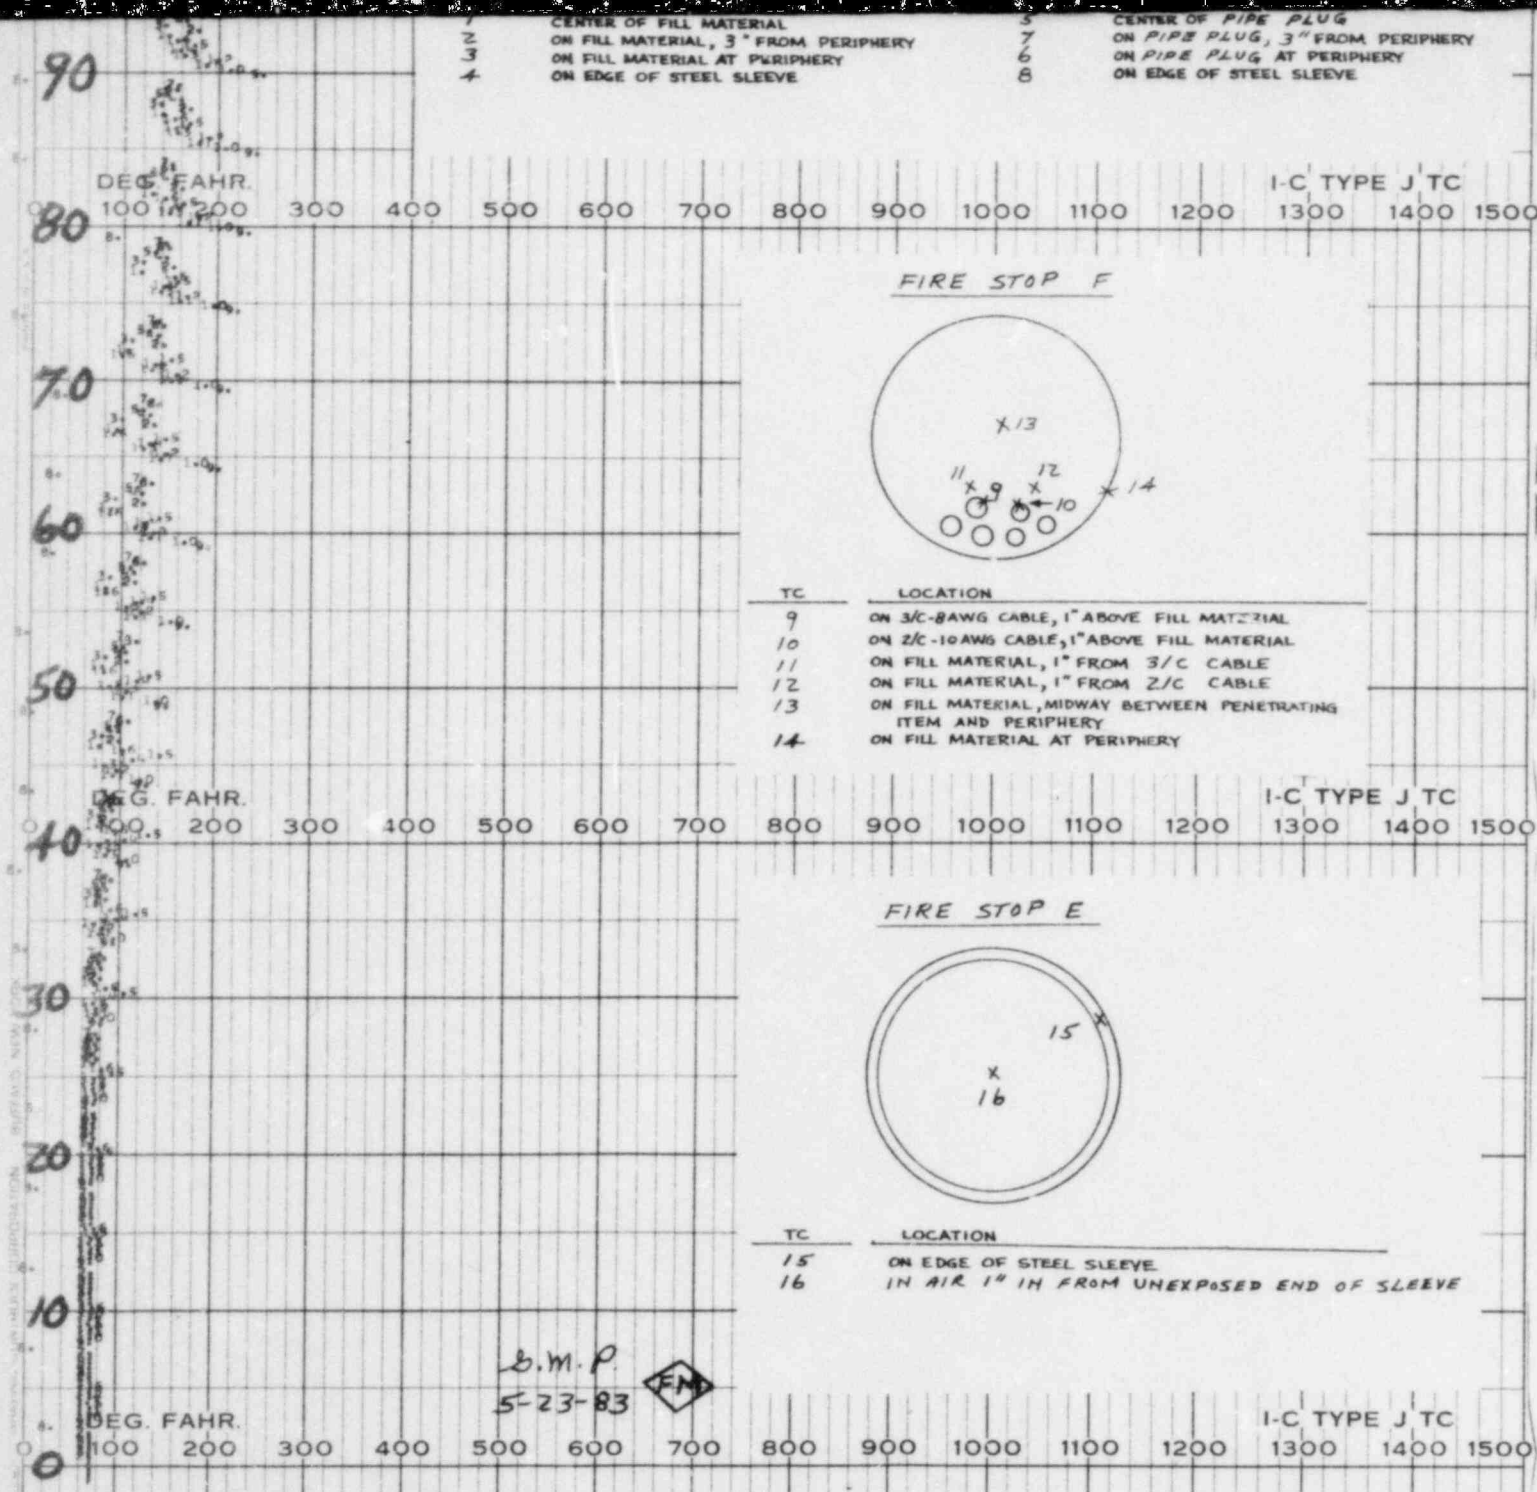 1 CENTER OF FILL MATERIAL 5 CENTER OF PIPE PLUG
2 ON FILL MATERIAL, 3" FROM PERIPHERY 7 ON PIPE PLUG, 3" FROM PERIPHERY
3 ON FILL MATERIAL AT PERIPHERY 6 ON PIPE PLUG AT PERIPHERY
4 ON EDGE OF STEEL SLEEVE 8 ON EDGE OF STEEL SLEEVE
90
DEG. FAHR. I-C TYPE J TC
0 100 200 300 400 500 600 700 800 900 1000 1100 1200 1300 1400 1500
80
FIRE STOP F
70
13
11 12
9 14
10
60
TC LOCATION
9 ON 3/C-8AWG CABLE, 1" ABOVE FILL MATERIAL
10 ON 2/C-10AWG CABLE, 1" ABOVE FILL MATERIAL
11 ON FILL MATERIAL, 1" FROM 3/C CABLE
12 ON FILL MATERIAL, 1" FROM 2/C CABLE
50
13 ON FILL MATERIAL, MIDWAY BETWEEN PENETRATING
ITEM AND PERIPHERY
14 ON FILL MATERIAL AT PERIPHERY
DEG. FAHR. I-C TYPE J TC
0 100 200 300 400 500 600 700 800 900 1000 1100 1200 1300 1400 1500
40
FIRE STOP E
30
15
16
20
TC LOCATION
15 ON EDGE OF STEEL SLEEVE
16 IN AIR 1" IN FROM UNEXPOSED END OF SLEEVE
10
S.M.P.
5-23-83 FM
DEG. FAHR. I-C TYPE J TC
0 100 200 300 400 500 600 700 800 900 1000 1100 1200 1300 1400 1500
0